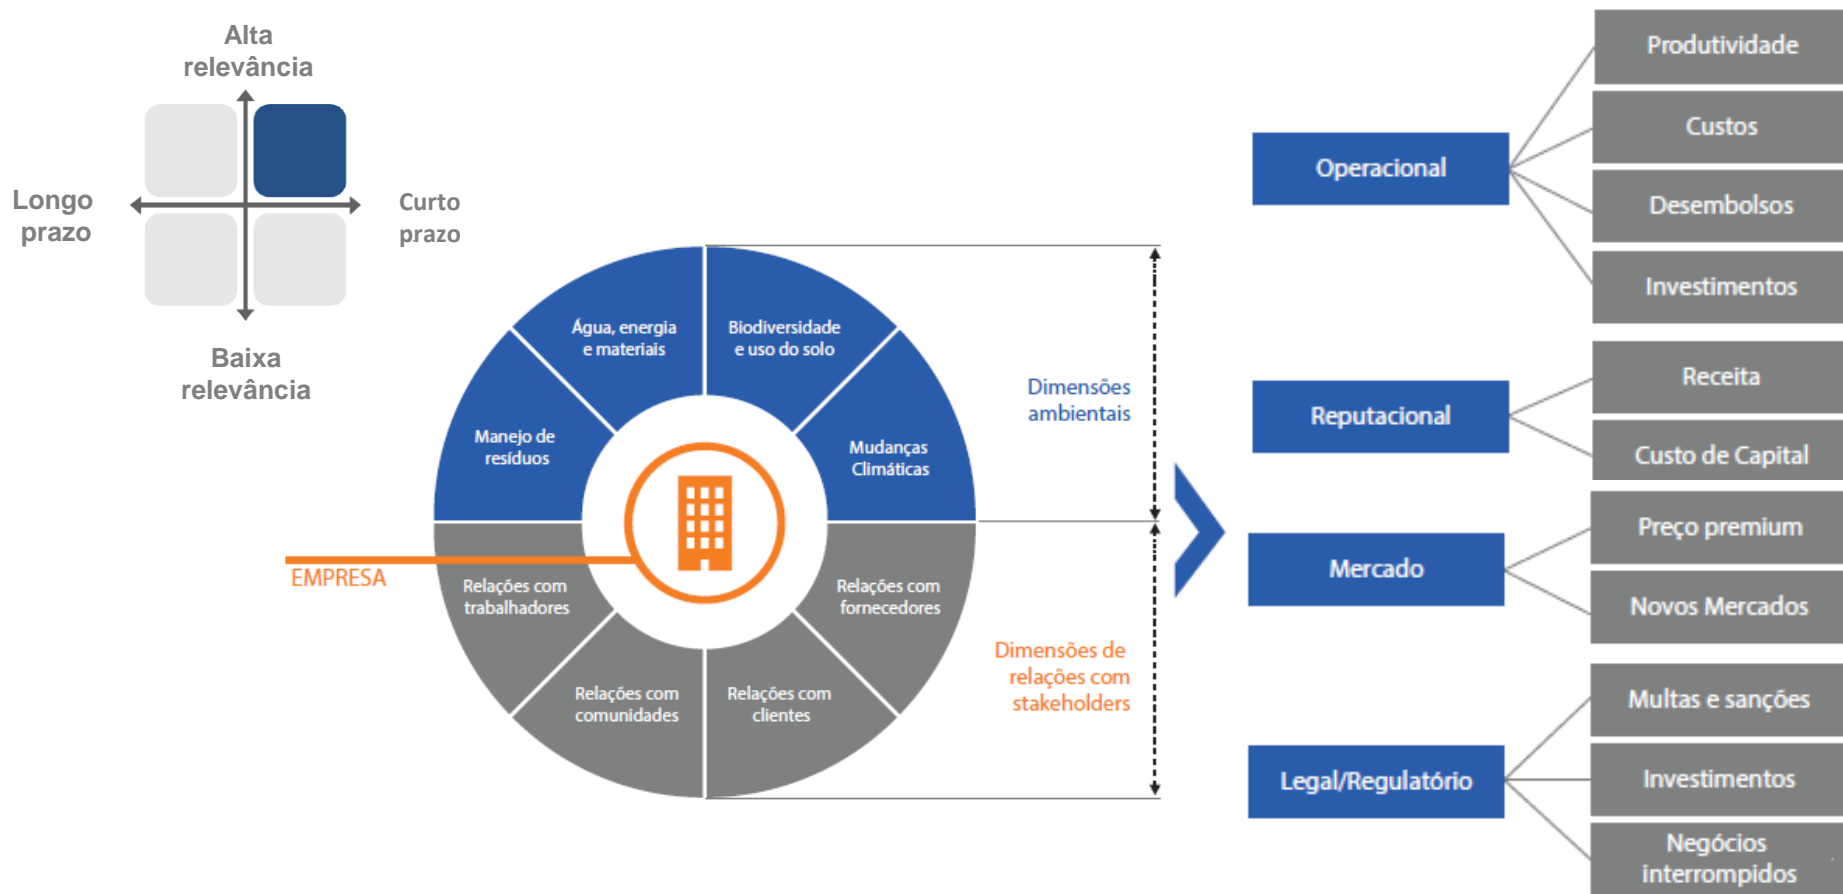 Alta
relevância
Longo
prazo
Curto
prazo
Baixa
relevância
Água, energia
e materiais
Biodiversidade
e uso do solo
Manejo de
resíduos
Mudanças
Climáticas
EMPRESA
Relações com
trabalhadores
Relações com
fornecedores
Relações com
comunidades
Relações com
clientes
Dimensões
ambientais
Dimensões de
relações com
stakeholders
Operacional
Produtividade
Custos
Desembolsos
Investimentos
Reputacional
Receita
Custo de Capital
Mercado
Preço premium
Novos Mercados
Legal/Regulatório
Multas e sanções
Investimentos
Negócios
interrompidos